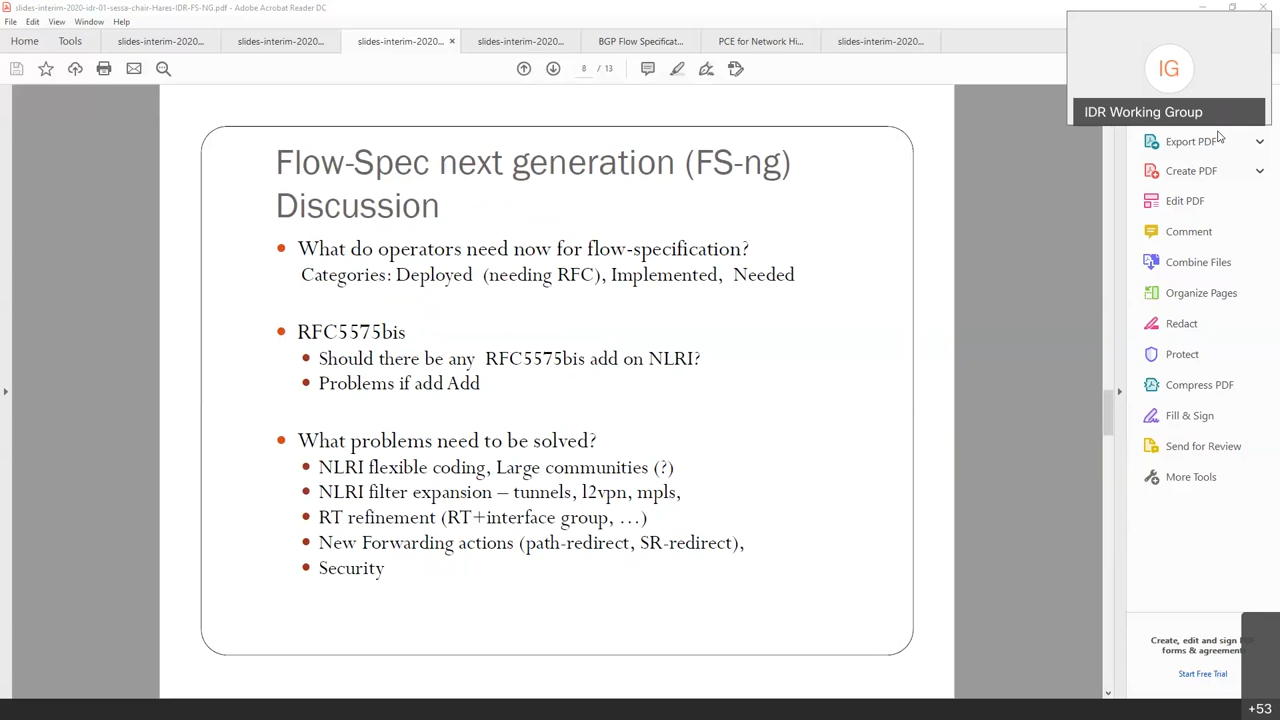 slides-interim-2020-idr-01-sessa-chair-Hares-IDR-FS-NG.pdf - Adobe Acrobat Reader DC
File Edit View Window Help
Home Tools slides-interim-2020... slides-interim-2020... slides-interim-2020... × slides-interim-2020... BGP Flow Specificat... PCE for Network Hi... slides-interim-2020...
8 / 13
IG
IDR Working Group
Flow-Spec next generation (FS-ng)
Discussion
What do operators need now for flow-specification?
Categories: Deployed (needing RFC), Implemented, Needed
RFC5575bis
Should there be any RFC5575bis add on NLRI?
Problems if add Add
What problems need to be solved?
NLRI flexible coding, Large communities (?)
NLRI filter expansion – tunnels, l2vpn, mpls,
RT refinement (RT+interface group, …)
New Forwarding actions (path-redirect, SR-redirect),
Security
Export PDF
Create PDF
Edit PDF
Comment
Combine Files
Organize Pages
Redact
Protect
Compress PDF
Fill & Sign
Send for Review
More Tools
Create, edit and sign
forms & agreement
Start Free Trial
+53